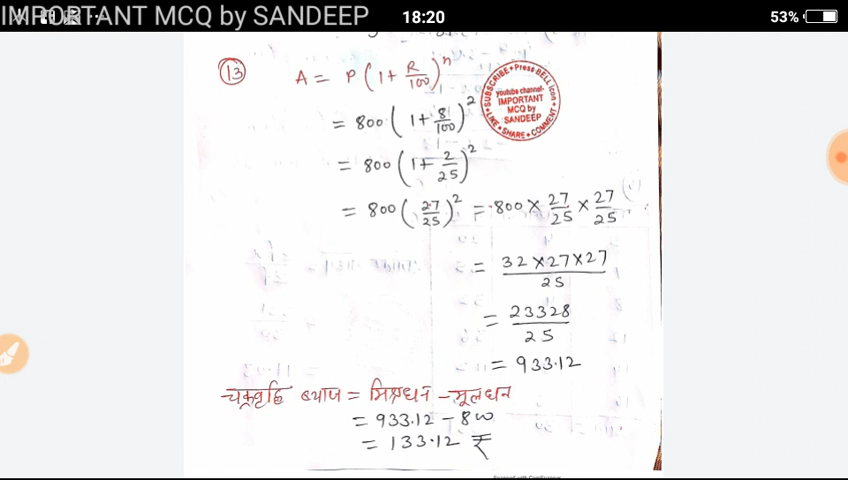 IMPORTANT MCQ by SANDEEP
18:20
53%
13 A = P(1+R/100)^n
= 800(1+8/100)^2
= 800(1+2/25)^2
= 800(27/25)^2 = 800×27/25×27/25
= 32×27×27/25
= 23328/25
= 933.12
चक्रवृद्धि ब्याज = मिश्रधन - मूलधन
= 933.12 - 800
= 133.12 ₹
SUBSCRIBE • Press BELL icon
• LIKE • SHARE • COMMENT •
youtube channel-
IMPORTANT
MCQ by
SANDEEP